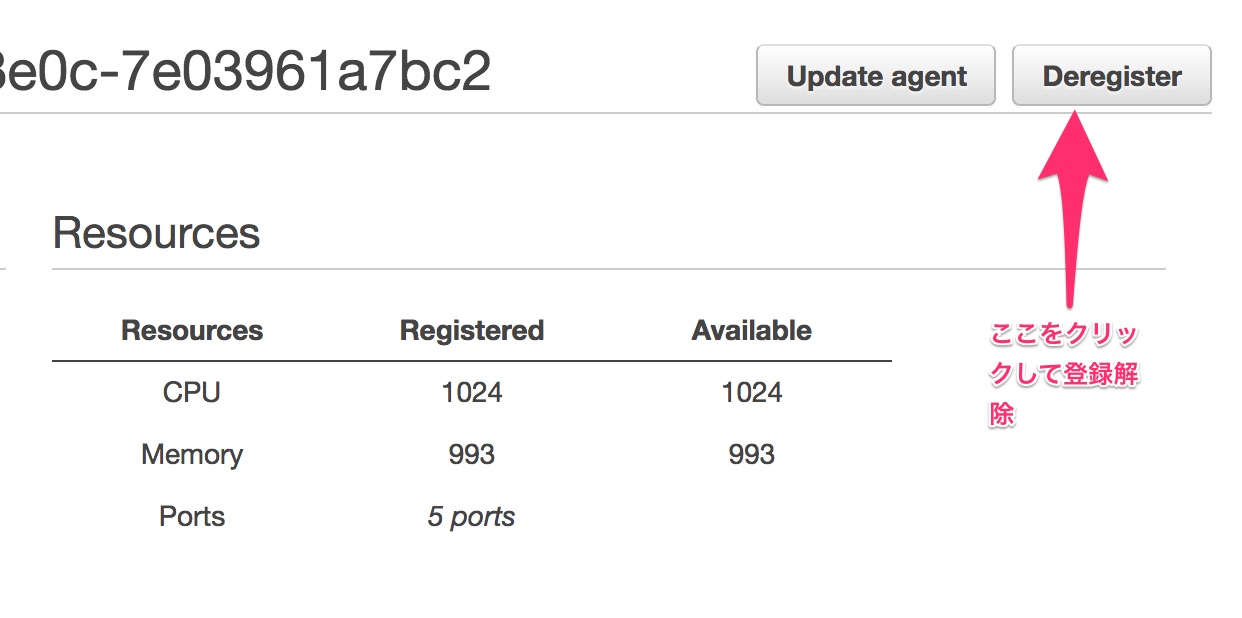 8e0c-7e03961a7bc2
Update agent
Deregister
Resources
Resources Registered Available
CPU 1024 1024
Memory 993 993
Ports 5 ports
ここをクリッ
クして登録解
除